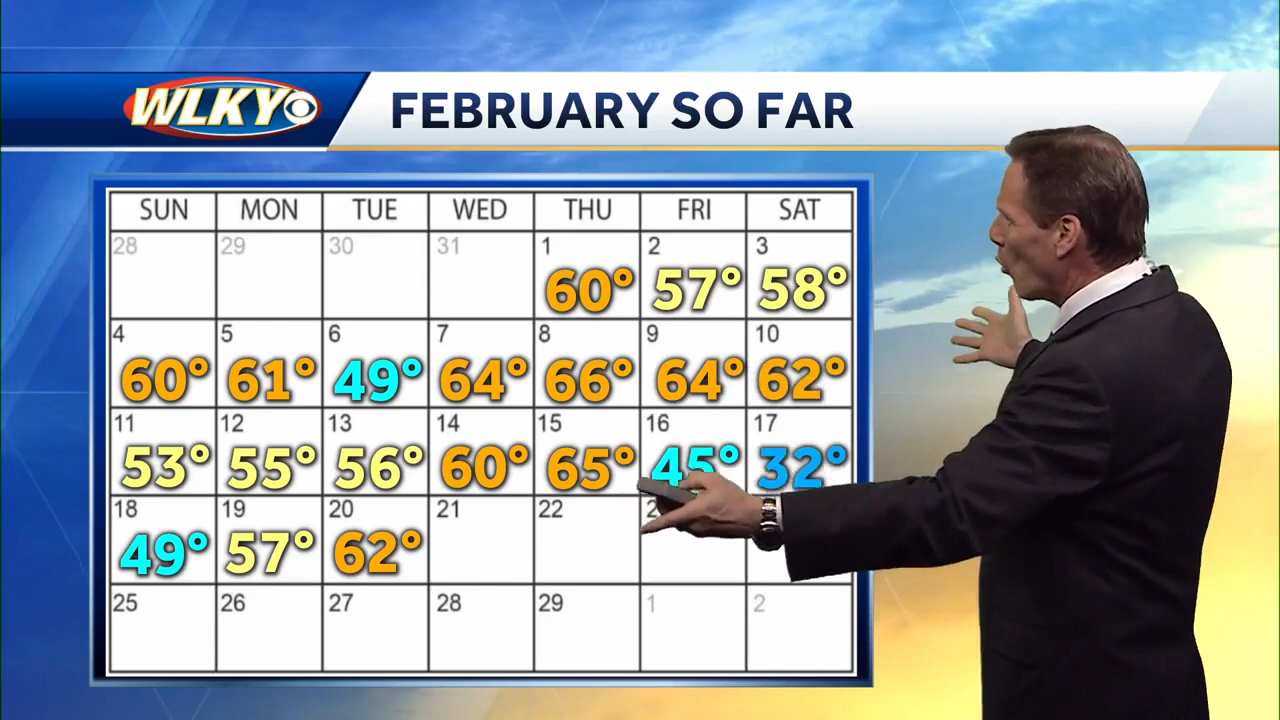 WLKY
FEBRUARY SO FAR
SUN MON TUE WED THU FRI SAT
28 29 30 31 1 2 3
60° 57° 58°
4 5 6 7 8 9 10
60° 61° 49° 64° 66° 64° 62°
11 12 13 14 15 16 17
53° 55° 56° 60° 65° 45° 32°
18 19 20 21 22
49° 57° 62°
25 26 27 28 29 1 2